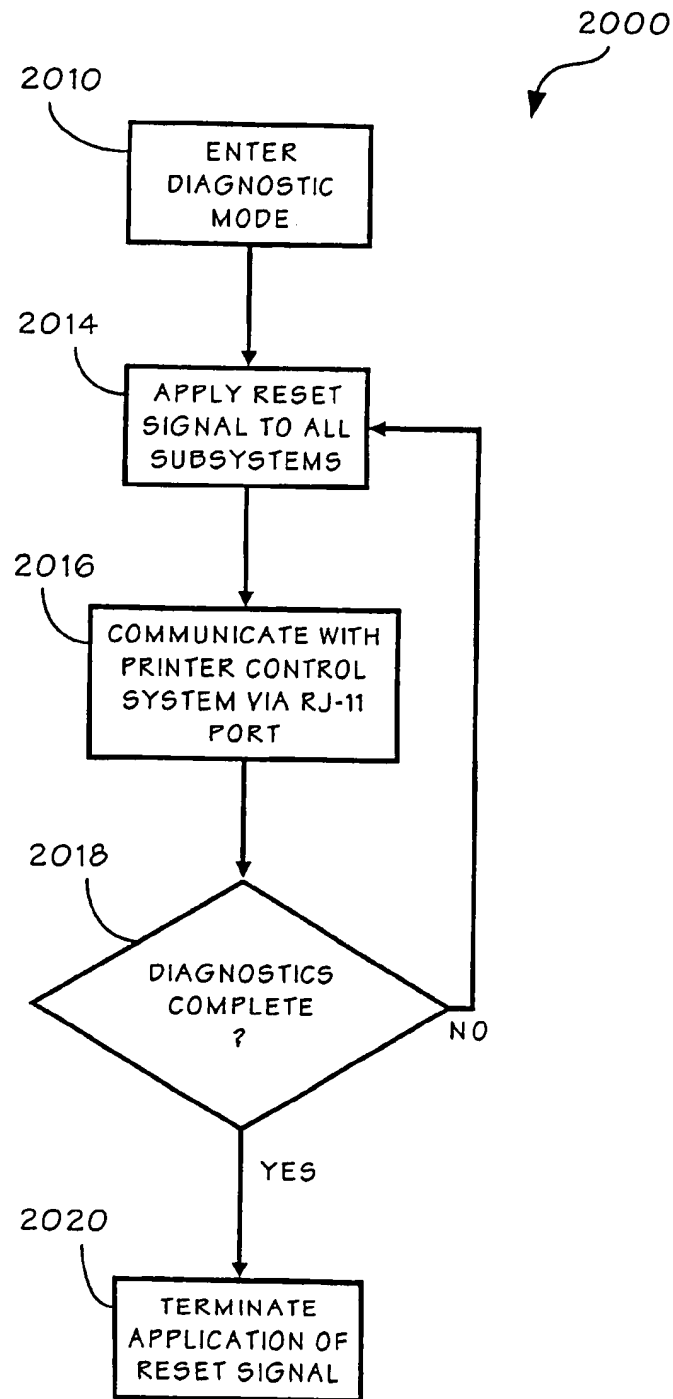 2000
2010
ENTER
DIAGNOSTIC
MODE
2014
APPLY RESET
SIGNAL TO ALL
SUBSYSTEMS
2016
COMMUNICATE WITH
PRINTER CONTROL
SYSTEM VIA RJ-11
PORT
2018
DIAGNOSTICS
COMPLETE
?
NO
YES
2020
TERMINATE
APPLICATION OF
RESET SIGNAL